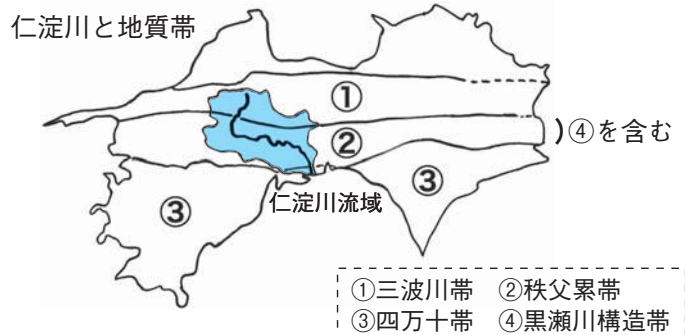 仁淀川と地質帯
①
②
④を含む
③
③
仁淀川流域
①三波川帯 ②秩父累帯
③四万十帯 ④黒瀬川構造帯